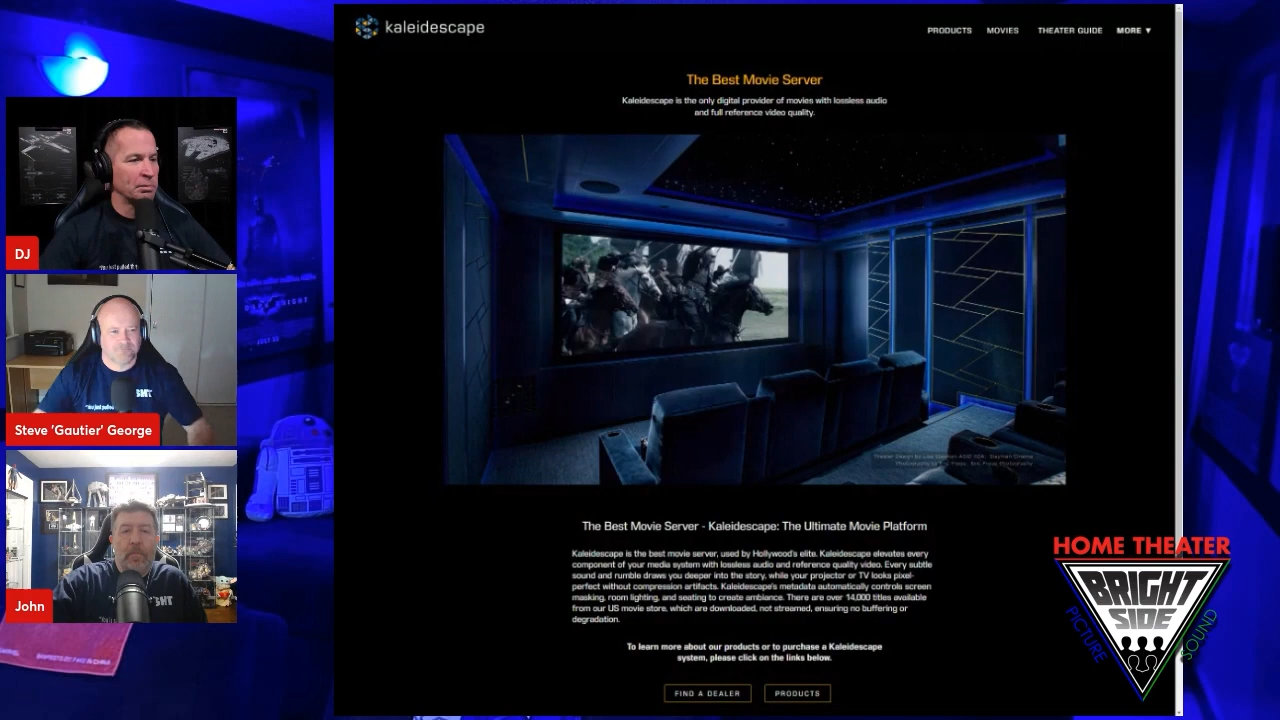 kaleidescape
PRODUCTS MOVIES THEATER GUIDE MORE ▼
The Best Movie Server
Kaleidescape is the only digital provider of movies with lossless audio
and full reference video quality.
DJ
Steve 'Gautier' George
John
JULY 18
The Best Movie Server - Kaleidescape: The Ultimate Movie Platform
Kaleidescape is the best movie server, used by Hollywood's elite. Kaleidescape elevates every
component of your media system with lossless audio and reference quality video. Every subtle
sound and rumble draws you deeper into the story, while your projector or TV looks pixel-
perfect without compression artifacts. Kaleidescape's metadata automatically controls screen
masking, room lighting, and seating to create ambiance. There are over 14,000 titles available
from our US movie store, which are downloaded, not streamed, ensuring no buffering or
degradation.
To learn more about our products or to purchase a Kaleidescape
system, please click on the links below.
FIND A DEALER PRODUCTS
HOME THEATER
BRIGHT
SIDE
PICTURE
SOUND